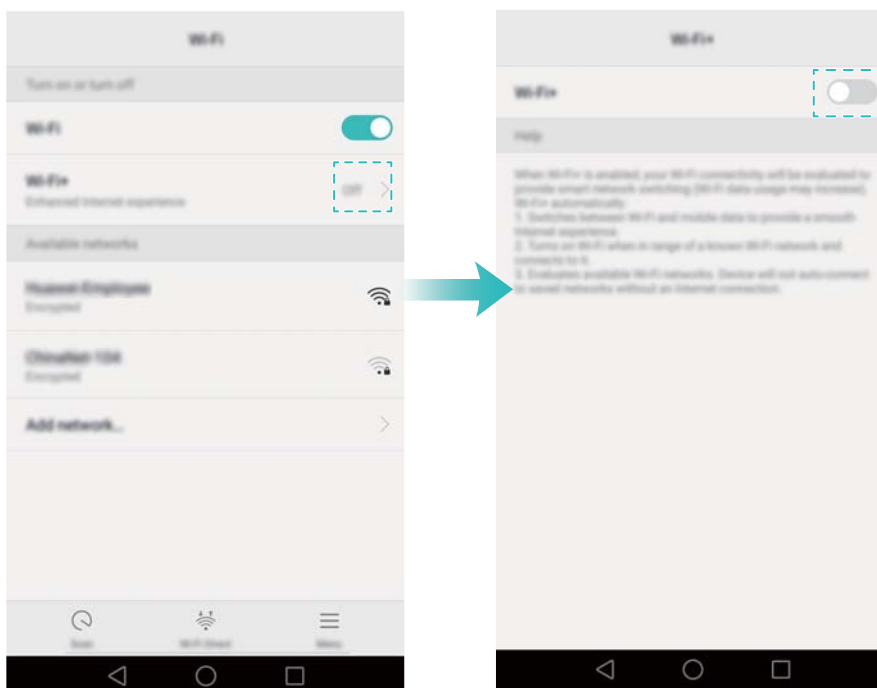 Wi-Fi
Turn on or turn off
Wi-Fi
Wi-Fi+
Off
Enhanced Internet experience
Available networks
Huawei-Employee
Encrypted
ChinaNet-104
Encrypted
Add network...
Scan
Wi-Fi Direct
Menu
Wi-Fi+
Wi-Fi+
Help
When Wi-Fi+ is enabled, your Wi-Fi connectivity will be evaluated to
provide smart network switching (Wi-Fi data usage may increase).
Wi-Fi+ automatically:
1. Switches between Wi-Fi and mobile data to provide a smooth
Internet experience.
2. Turns on Wi-Fi when in range of a known Wi-Fi network and
connects to it.
3. Evaluates available Wi-Fi networks. Device will not auto-connect
to saved networks without an Internet connection.